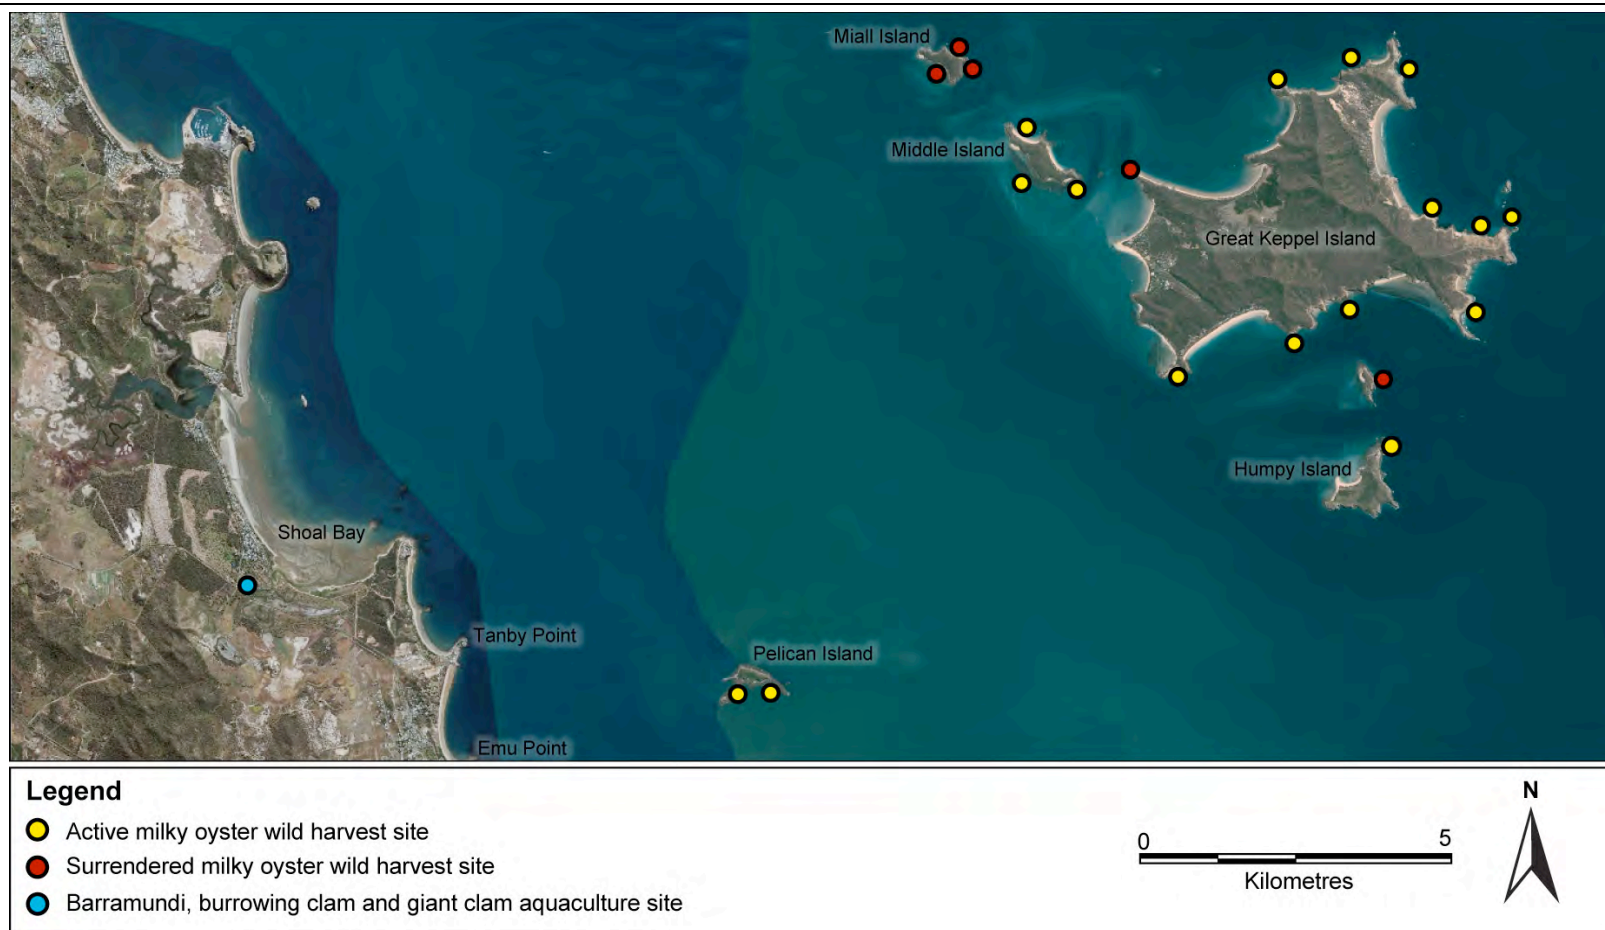 Miall Island
Middle Island
Great Keppel Island
Humpy Island
Shoal Bay
Tanby Point
Pelican Island
Emu Point
Legend
Active milky oyster wild harvest site
Surrendered milky oyster wild harvest site
Barramundi, burrowing clam and giant clam aquaculture site
0 5
Kilometres
N